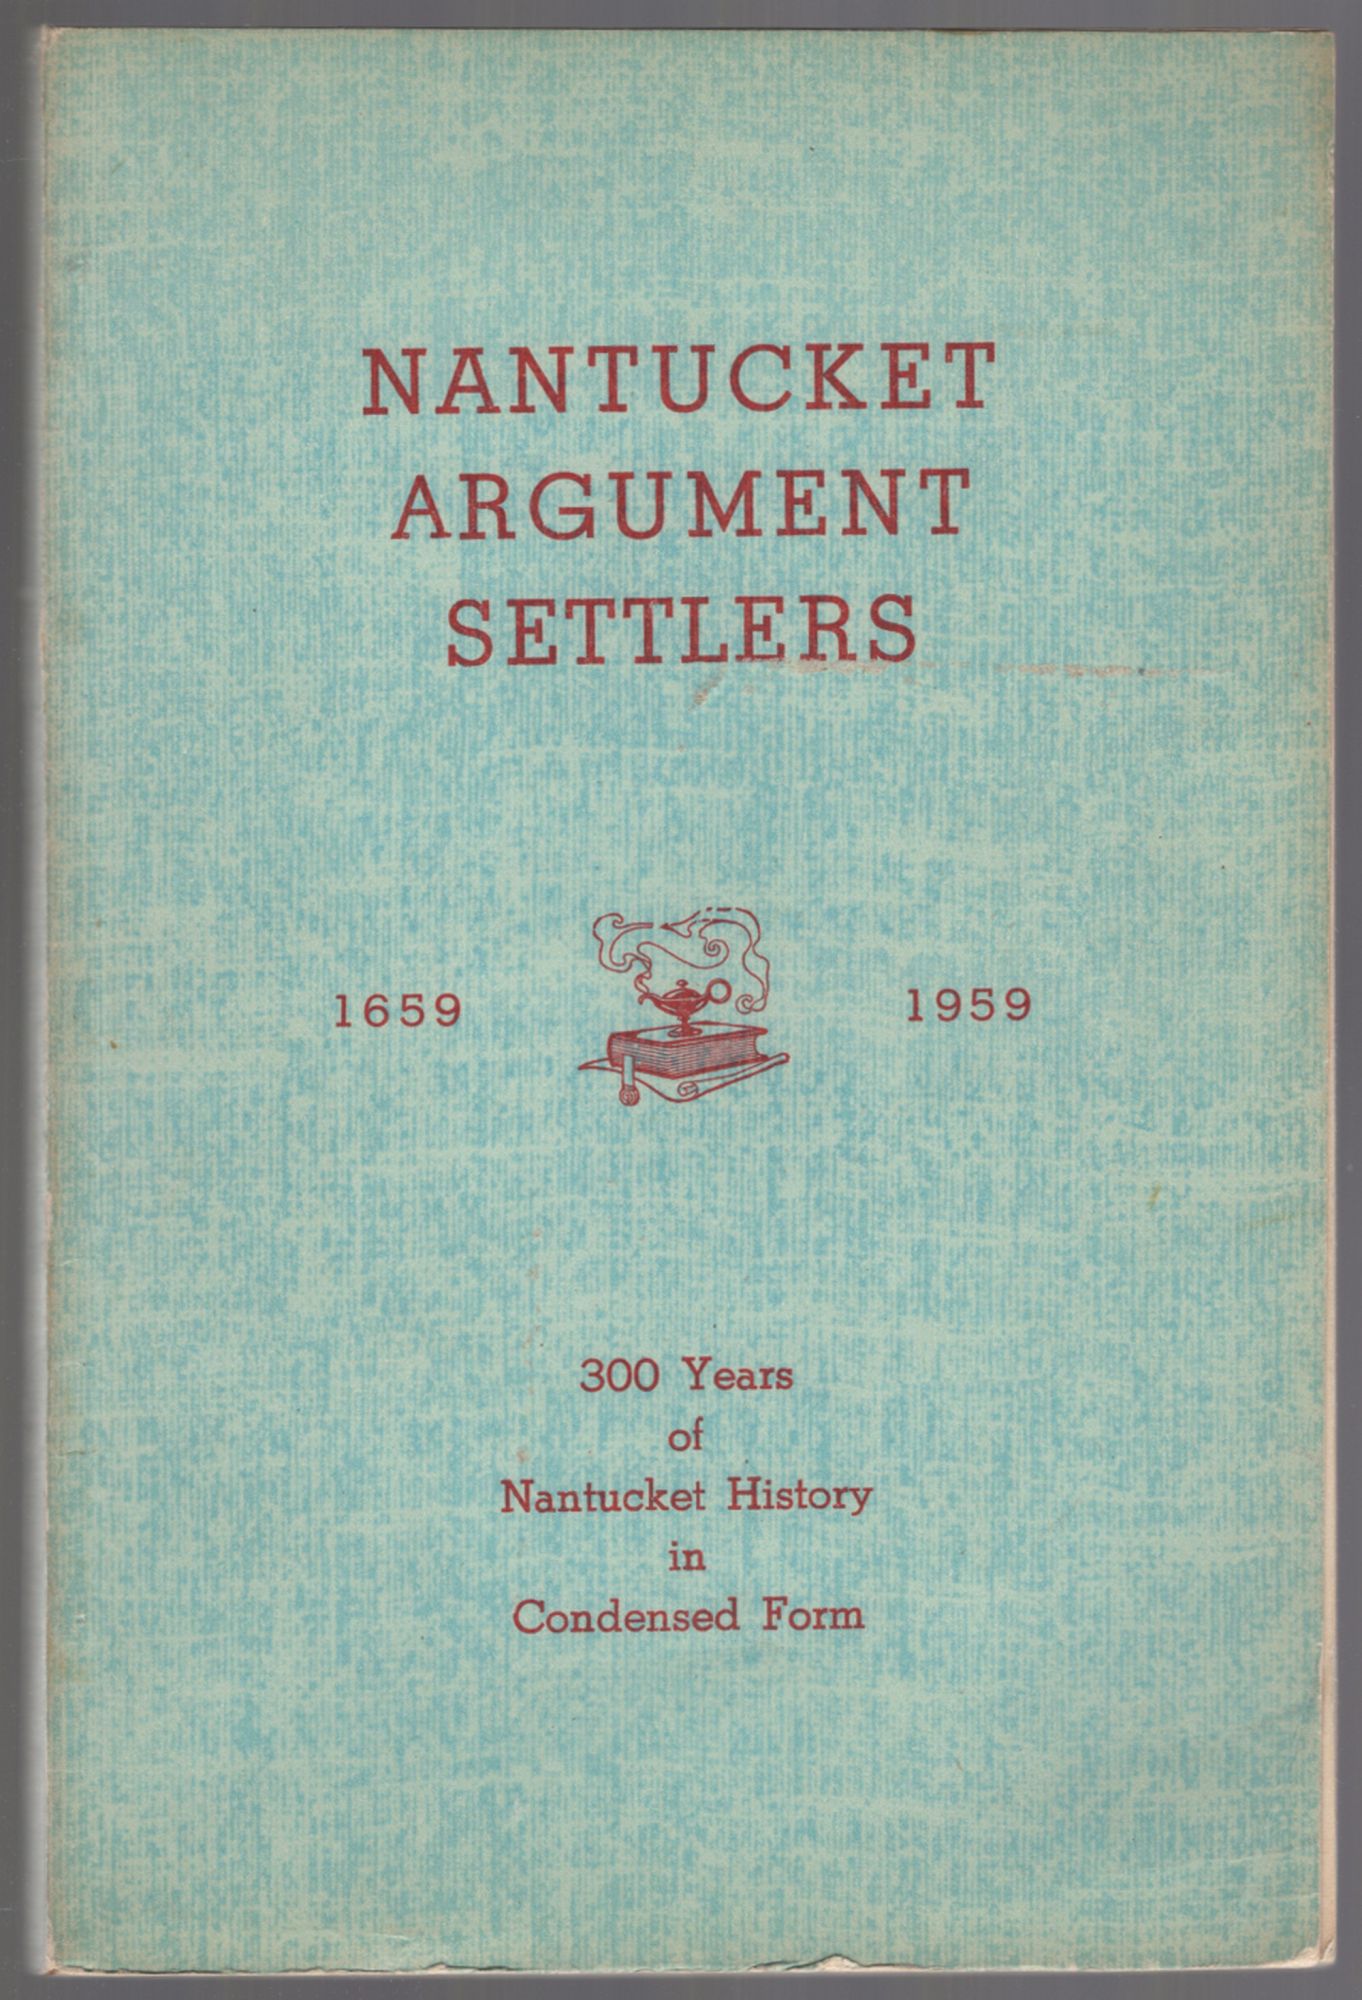 NANTUCKET
ARGUMENT
SETTLERS
1659 1959
300 Years
of
Nantucket History
in
Condensed Form